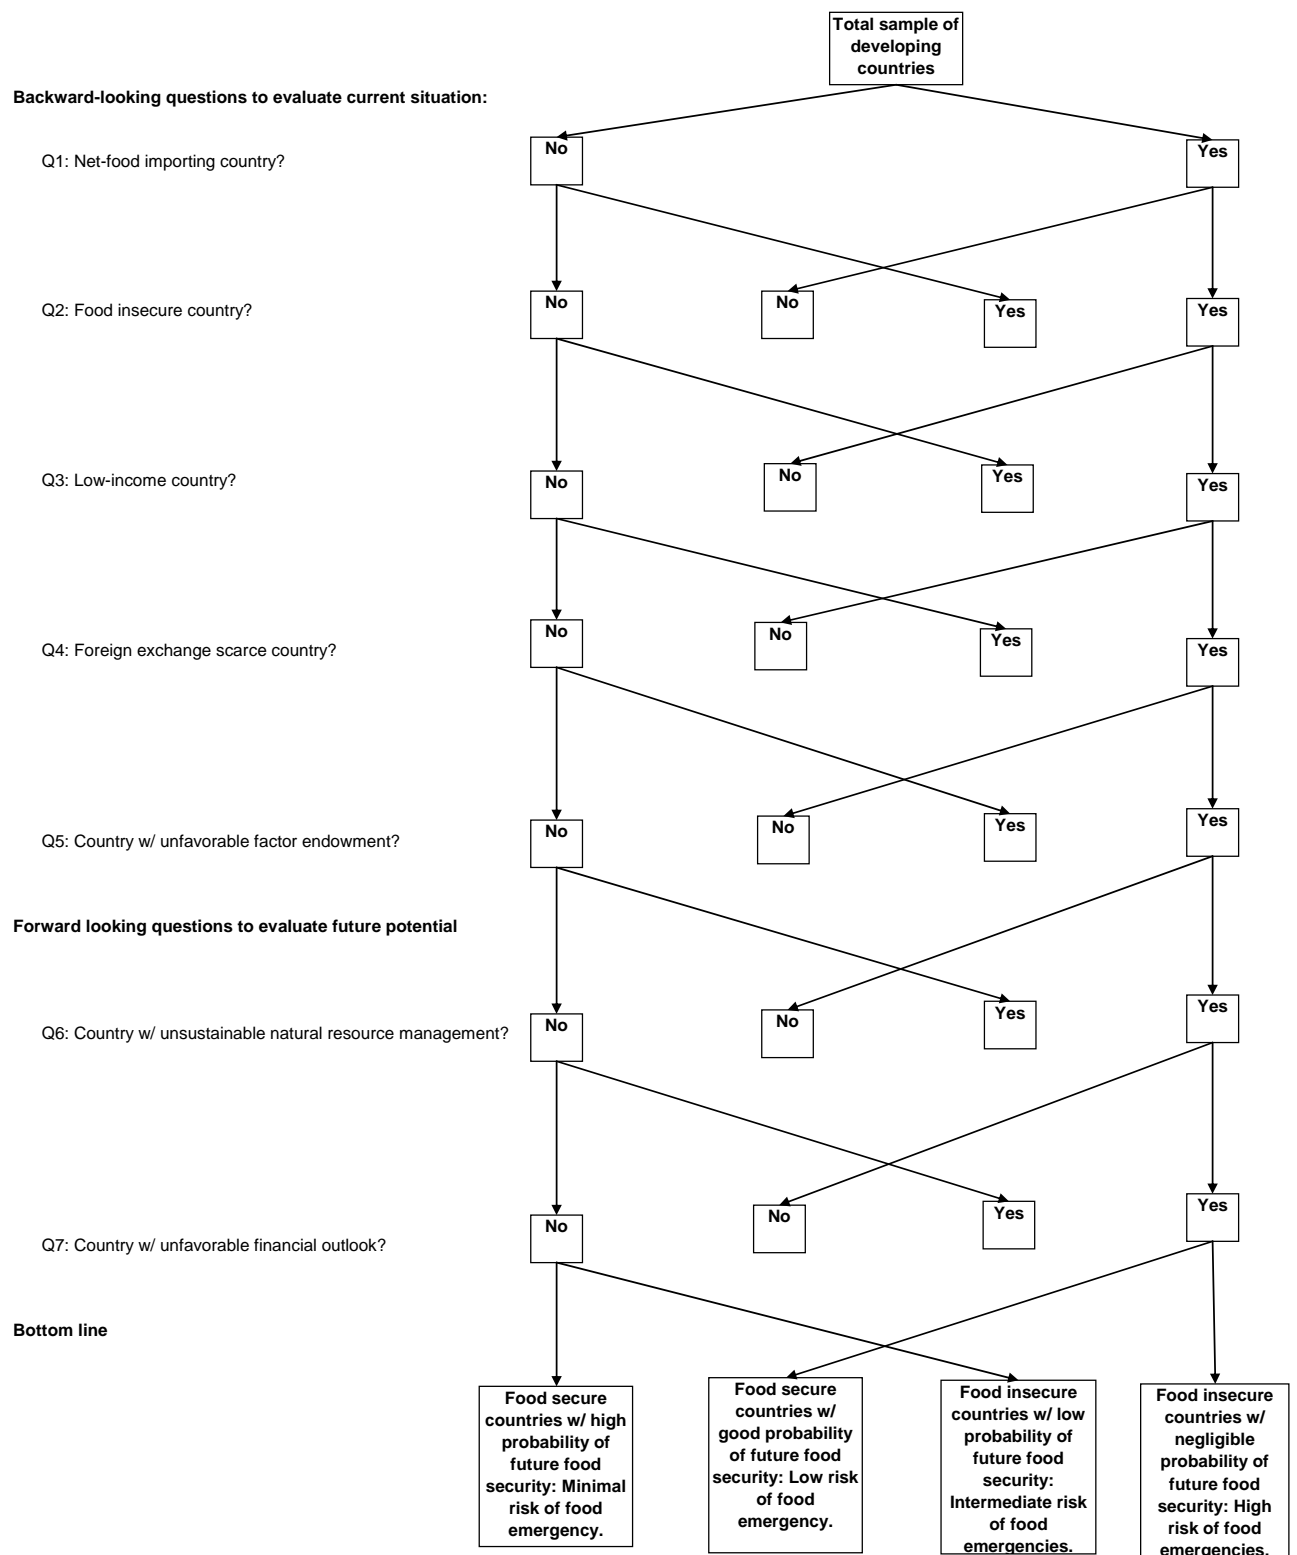 Total sample of
developing
countries
Backward-looking questions to evaluate current situation:
Q1: Net-food importing country?
No
Yes
Q2: Food insecure country?
No
No
Yes
Yes
Q3: Low-income country?
No
No
Yes
Yes
Q4: Foreign exchange scarce country?
No
No
Yes
Yes
Q5: Country w/ unfavorable factor endowment?
No
No
Yes
Yes
Forward looking questions to evaluate future potential
Q6: Country w/ unsustainable natural resource management?
No
No
Yes
Yes
Q7: Country w/ unfavorable financial outlook?
No
No
Yes
Yes
Bottom line
Food secure
countries w/ high
probability of
future food
security: Minimal
risk of food
emergency.
Food secure
countries w/
good probability
of future food
security: Low risk
of food
emergency.
Food insecure
countries w/ low
probability of
future food
security:
Intermediate risk
of food
emergencies.
Food insecure
countries w/
negligible
probability of
future food
security: High
risk of food
emergencies.